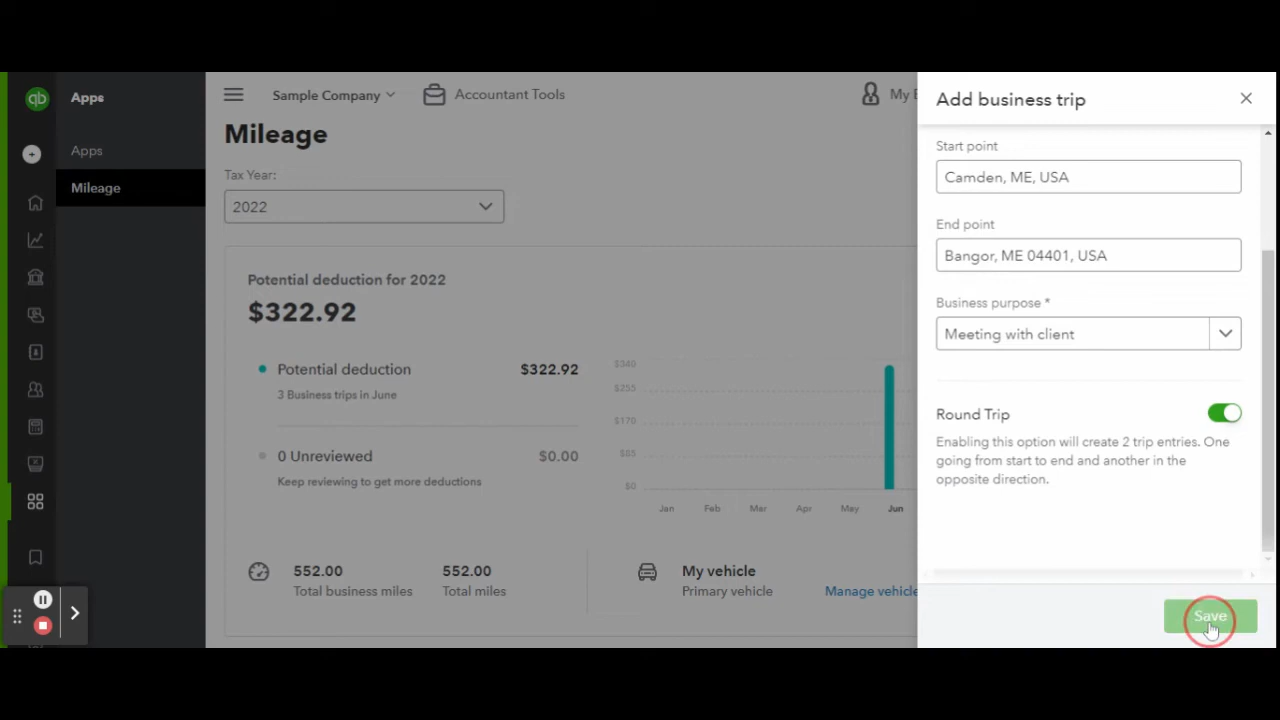 qb
Apps
Apps
Mileage
Sample Company
Accountant Tools
Mileage
Tax Year:
2022
Potential deduction for 2022
$322.92
Potential deduction
$322.92
3 Business trips in June
0 Unreviewed
$0.00
Keep reviewing to get more deductions
$340
$255
$170
$85
$0
Jan Feb Mar Apr May Jun
552.00
Total business miles
552.00
Total miles
My vehicle
Primary vehicle
Manage vehicle
My E
Add business trip
Start point
Camden, ME, USA
End point
Bangor, ME 04401, USA
Business purpose *
Meeting with client
Round Trip
Enabling this option will create 2 trip entries. One
going from start to end and another in the
opposite direction.
Save